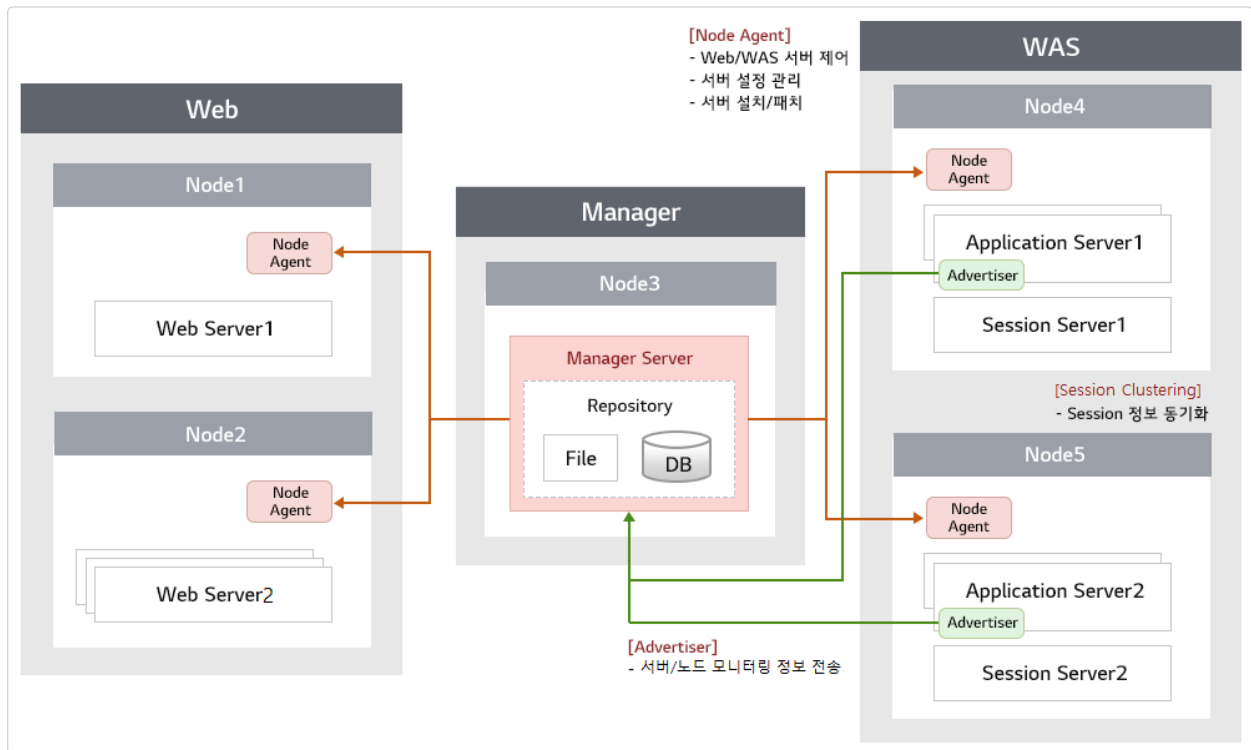 Web
Node1
Node
Agent
Web Server1
Node2
Node
Agent
Web Server2
Manager
Node3
Manager Server
Repository
File
DB
[Advertiser]
- 서버/노드 모니터링 정보 전송
[Node Agent]
- Web/WAS 서버 제어
- 서버 설정 관리
- 서버 설치/패치
WAS
Node4
Node
Agent
Application Server1
Advertiser
Session Server1
[Session Clustering]
- Session 정보 동기화
Node5
Node
Agent
Application Server2
Advertiser
Session Server2